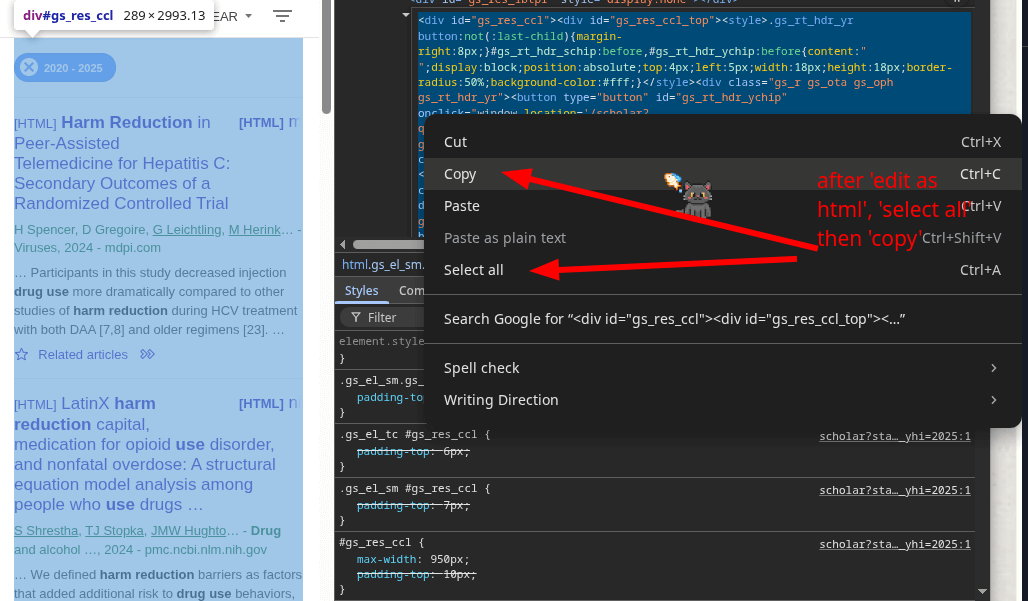 div#gs_res_ccl 289 × 2993.13
EAR
2020 - 2025
[HTML] Harm Reduction in
Peer-Assisted
Telemedicine for Hepatitis C:
Secondary Outcomes of a
Randomized Controlled Trial
[HTML]
H Spencer, D Gregoire, G Leichtling, M Herink… -
Viruses, 2024 - mdpi.com
… Participants in this study decreased injection
drug use more dramatically compared to other
studies of harm reduction during HCV treatment
with both DAA [7,8] and older regimens [23]. …
Related articles
[HTML] LatinX harm
reduction capital,
medication for opioid use disorder,
and nonfatal overdose: A structural
equation model analysis among
people who use drugs …
[HTML]
S Shrestha, TJ Stopka, JMW Hughto… - Drug
and alcohol …, 2024 - pmc.ncbi.nlm.nih.gov
… We defined harm reduction barriers as factors
that added additional risk to drug use behaviors,
<div id="gs_res_ccl"><div id="gs_res_ccl_top"><style>.gs_rt_hdr_yr
button:not(:last-child){margin-
right:8px;}#gs_rt_hdr_schip:before,#gs_rt_hdr_ychip:before{content:"
";display:block;position:absolute;top:4px;left:5px;width:18px;height:18px;border-
radius:50%;background-color:#fff;}</style><div class="gs_r gs_ota gs_oph
gs_rt_hdr_yr"><button type="button" id="gs_rt_hdr_ychip"
onclick="window.location='/scholar?
Cut Ctrl+X
Copy Ctrl+C
Paste Ctrl+V
Paste as plain text Ctrl+Shift+V
Select all Ctrl+A
Search Google for “<div id="gs_res_ccl"><div id="gs_res_ccl_top"><…”
Spell check
Writing Direction
after 'edit as
html', 'select all'
then 'copy'
html.gs_el_sm.
Styles Com
Filter
element.style
}
.gs_el_sm.gs_
padding-to
}
.gs_el_tc #gs_res_ccl { scholar?sta…_yhi=2025:1
padding-top: 6px;
}
.gs_el_sm #gs_res_ccl { scholar?sta…_yhi=2025:1
padding-top: 7px;
}
#gs_res_ccl { scholar?sta…_yhi=2025:1
max-width: 950px;
padding-top: 10px;
}